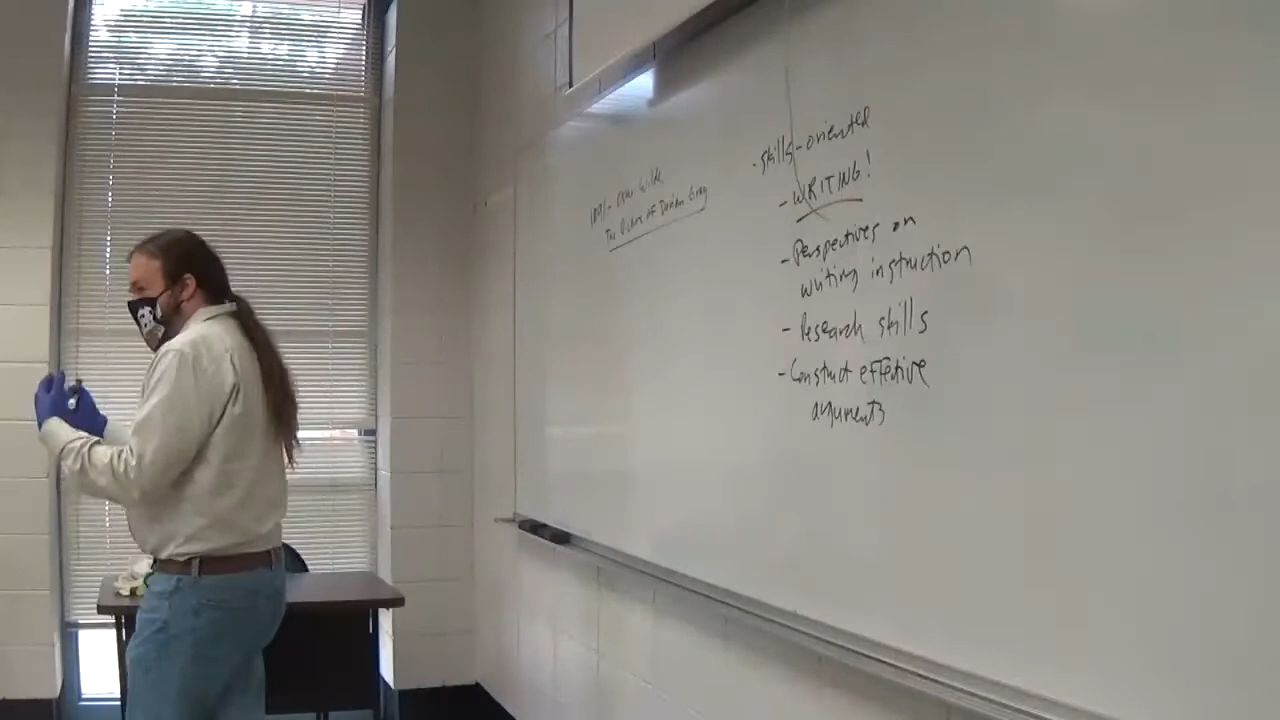 1891 - Oscar Wilde
The Picture of Dorian Gray
- skills-oriented
- WRITING!
- Perspectives on
writing instruction
- Research skills
- Construct effective
arguments